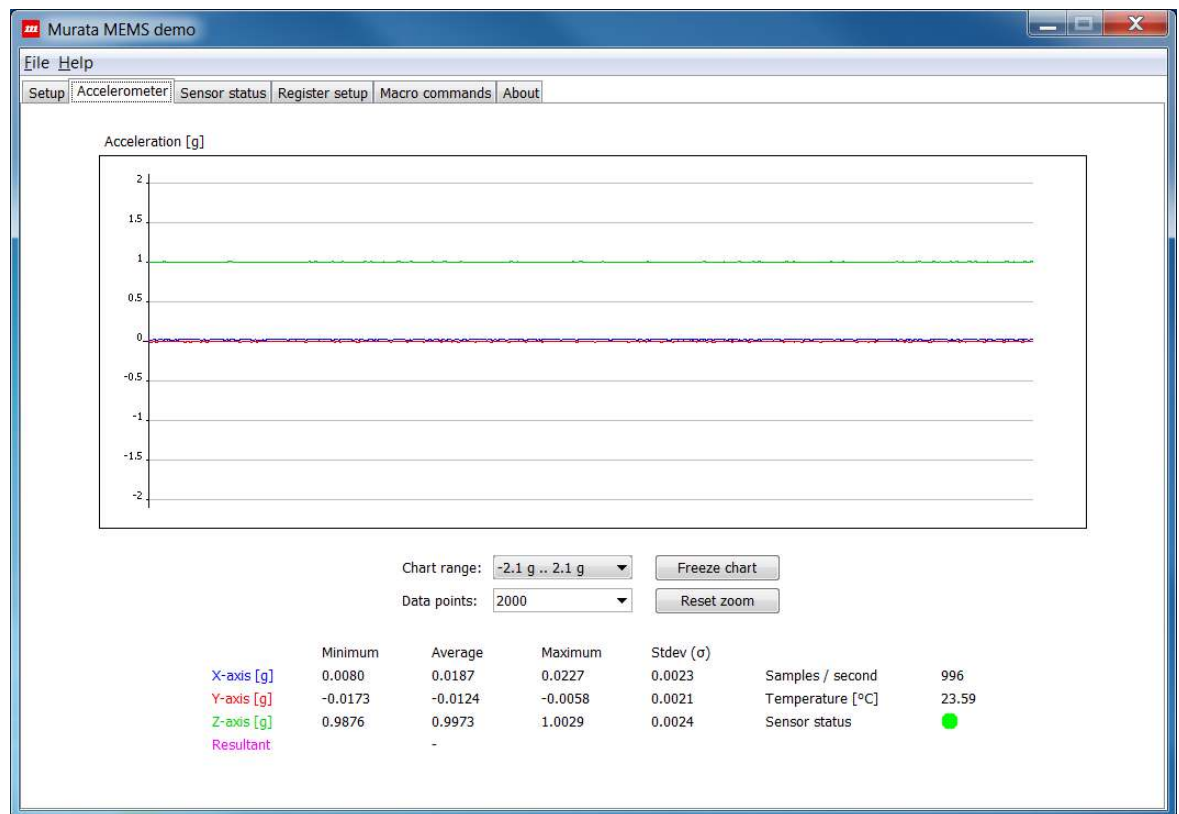 m Murata MEMS demo
File Help
Setup Accelerometer Sensor status Register setup Macro commands About
Acceleration [g]
2
1.5
1
0.5
0
-0.5
-1
-1.5
-2
Chart range: -2.1 g .. 2.1 g Freeze chart
Data points: 2000 Reset zoom
Minimum Average Maximum Stdev (σ)
X-axis [g] 0.0080 0.0187 0.0227 0.0023 Samples / second 996
Y-axis [g] -0.0173 -0.0124 -0.0058 0.0021 Temperature [°C] 23.59
Z-axis [g] 0.9876 0.9973 1.0029 0.0024 Sensor status
Resultant -